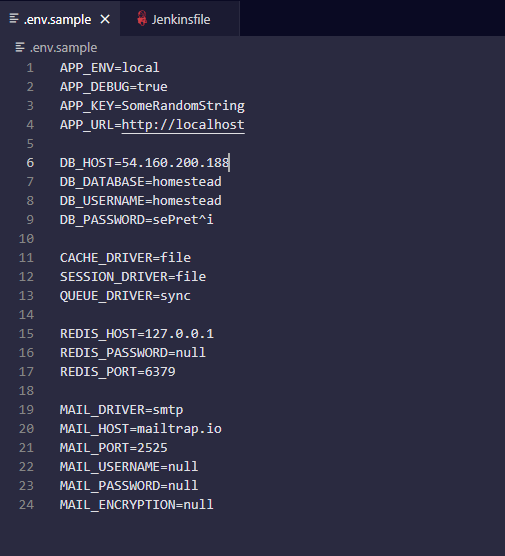 .env.sample Jenkinsfile
.env.sample
1 APP_ENV=local
2 APP_DEBUG=true
3 APP_KEY=SomeRandomString
4 APP_URL=http://localhost
5
6 DB_HOST=54.160.200.188
7 DB_DATABASE=homestead
8 DB_USERNAME=homestead
9 DB_PASSWORD=sePret^i
10
11 CACHE_DRIVER=file
12 SESSION_DRIVER=file
13 QUEUE_DRIVER=sync
14
15 REDIS_HOST=127.0.0.1
16 REDIS_PASSWORD=null
17 REDIS_PORT=6379
18
19 MAIL_DRIVER=smtp
20 MAIL_HOST=mailtrap.io
21 MAIL_PORT=2525
22 MAIL_USERNAME=null
23 MAIL_PASSWORD=null
24 MAIL_ENCRYPTION=null